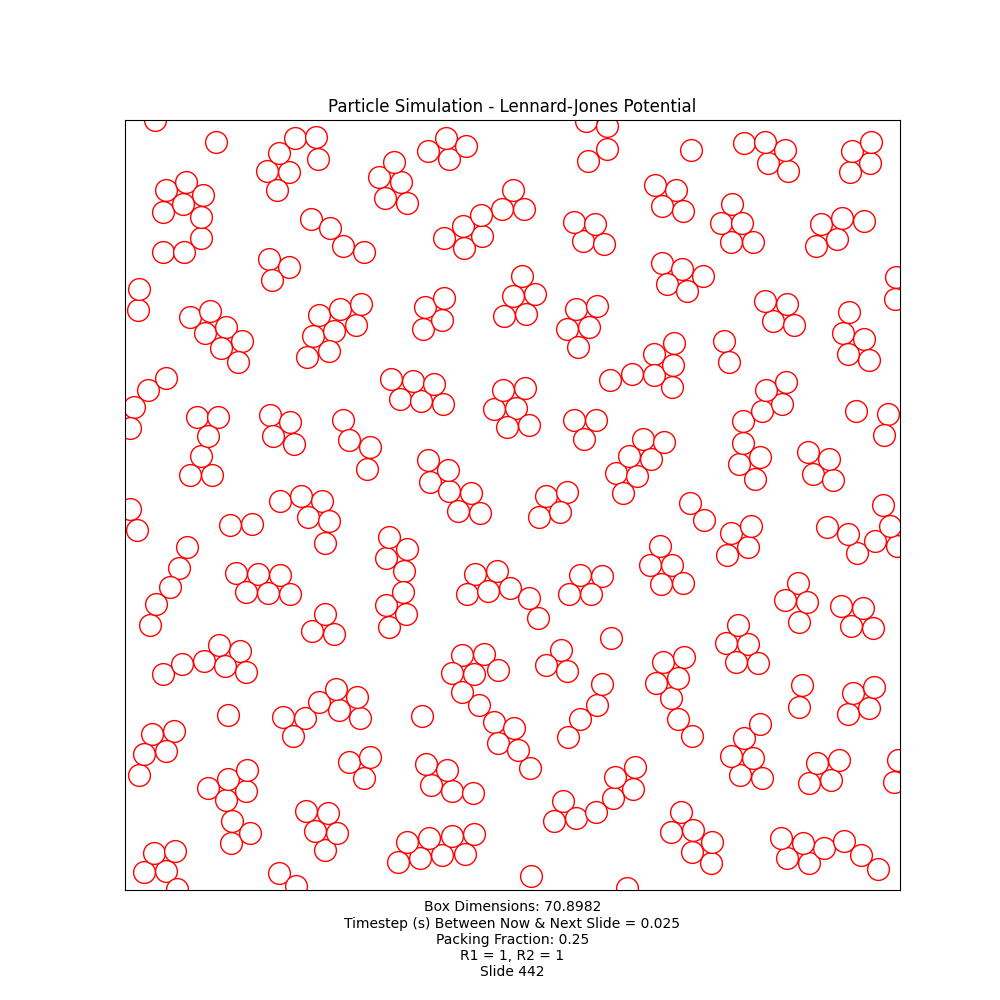 Particle Simulation - Lennard-Jones Potential
Box Dimensions: 70.8982
Timestep (s) Between Now & Next Slide = 0.025
Packing Fraction: 0.25
R1 = 1, R2 = 1
Slide 442